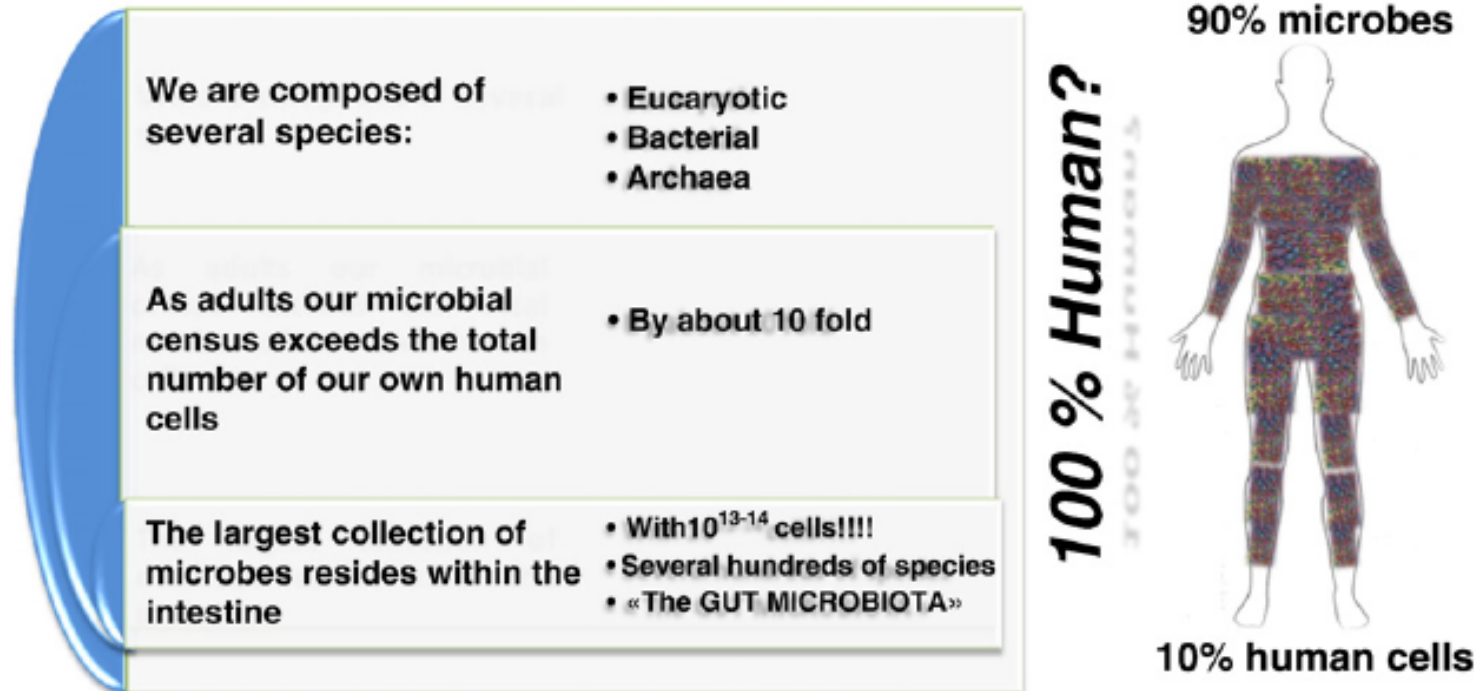 We are composed of
several species:
• Eucaryotic
• Bacterial
• Archaea
As adults our microbial
census exceeds the total
number of our own human
cells
• By about 10 fold
The largest collection of
microbes resides within the
intestine
• With10¹³⁻¹⁴ cells!!!!
• Several hundreds of species
• «The GUT MICROBIOTA»
100 % Human?
90% microbes
10% human cells